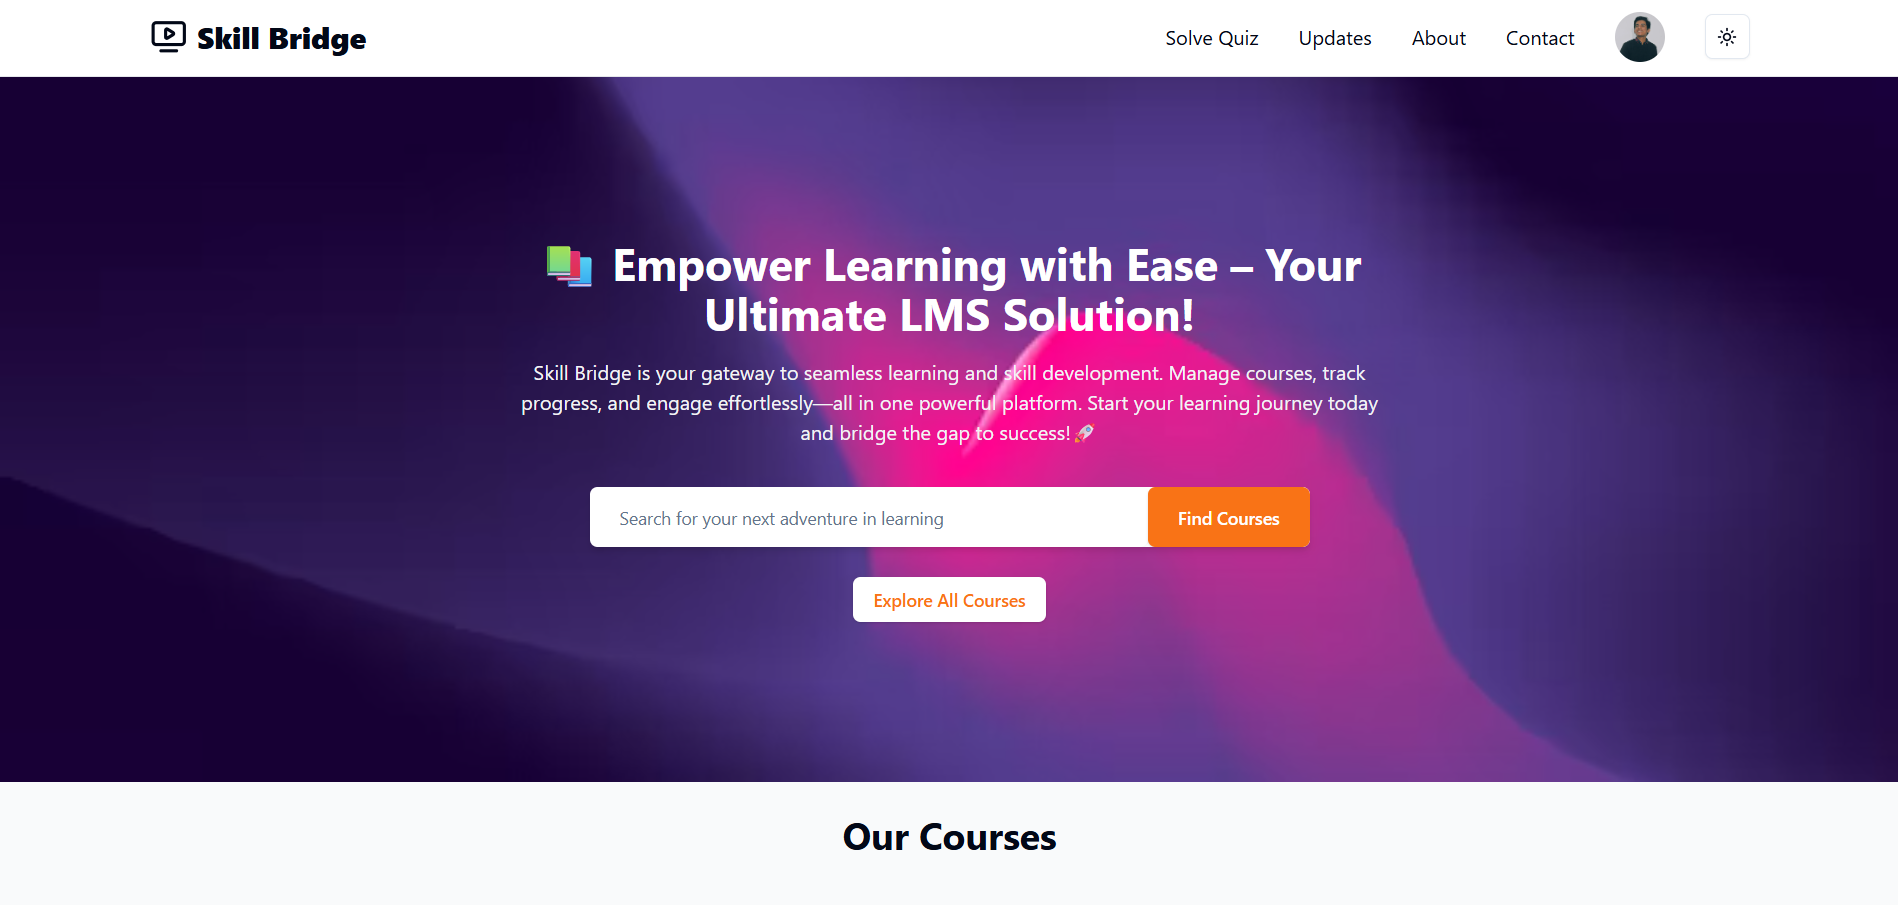 Skill Bridge
Solve Quiz
Updates
About
Contact
📚 Empower Learning with Ease – Your
Ultimate LMS Solution!
Skill Bridge is your gateway to seamless learning and skill development. Manage courses, track
progress, and engage effortlessly—all in one powerful platform. Start your learning journey today
and bridge the gap to success!🚀
Search for your next adventure in learning
Find Courses
Explore All Courses
Our Courses